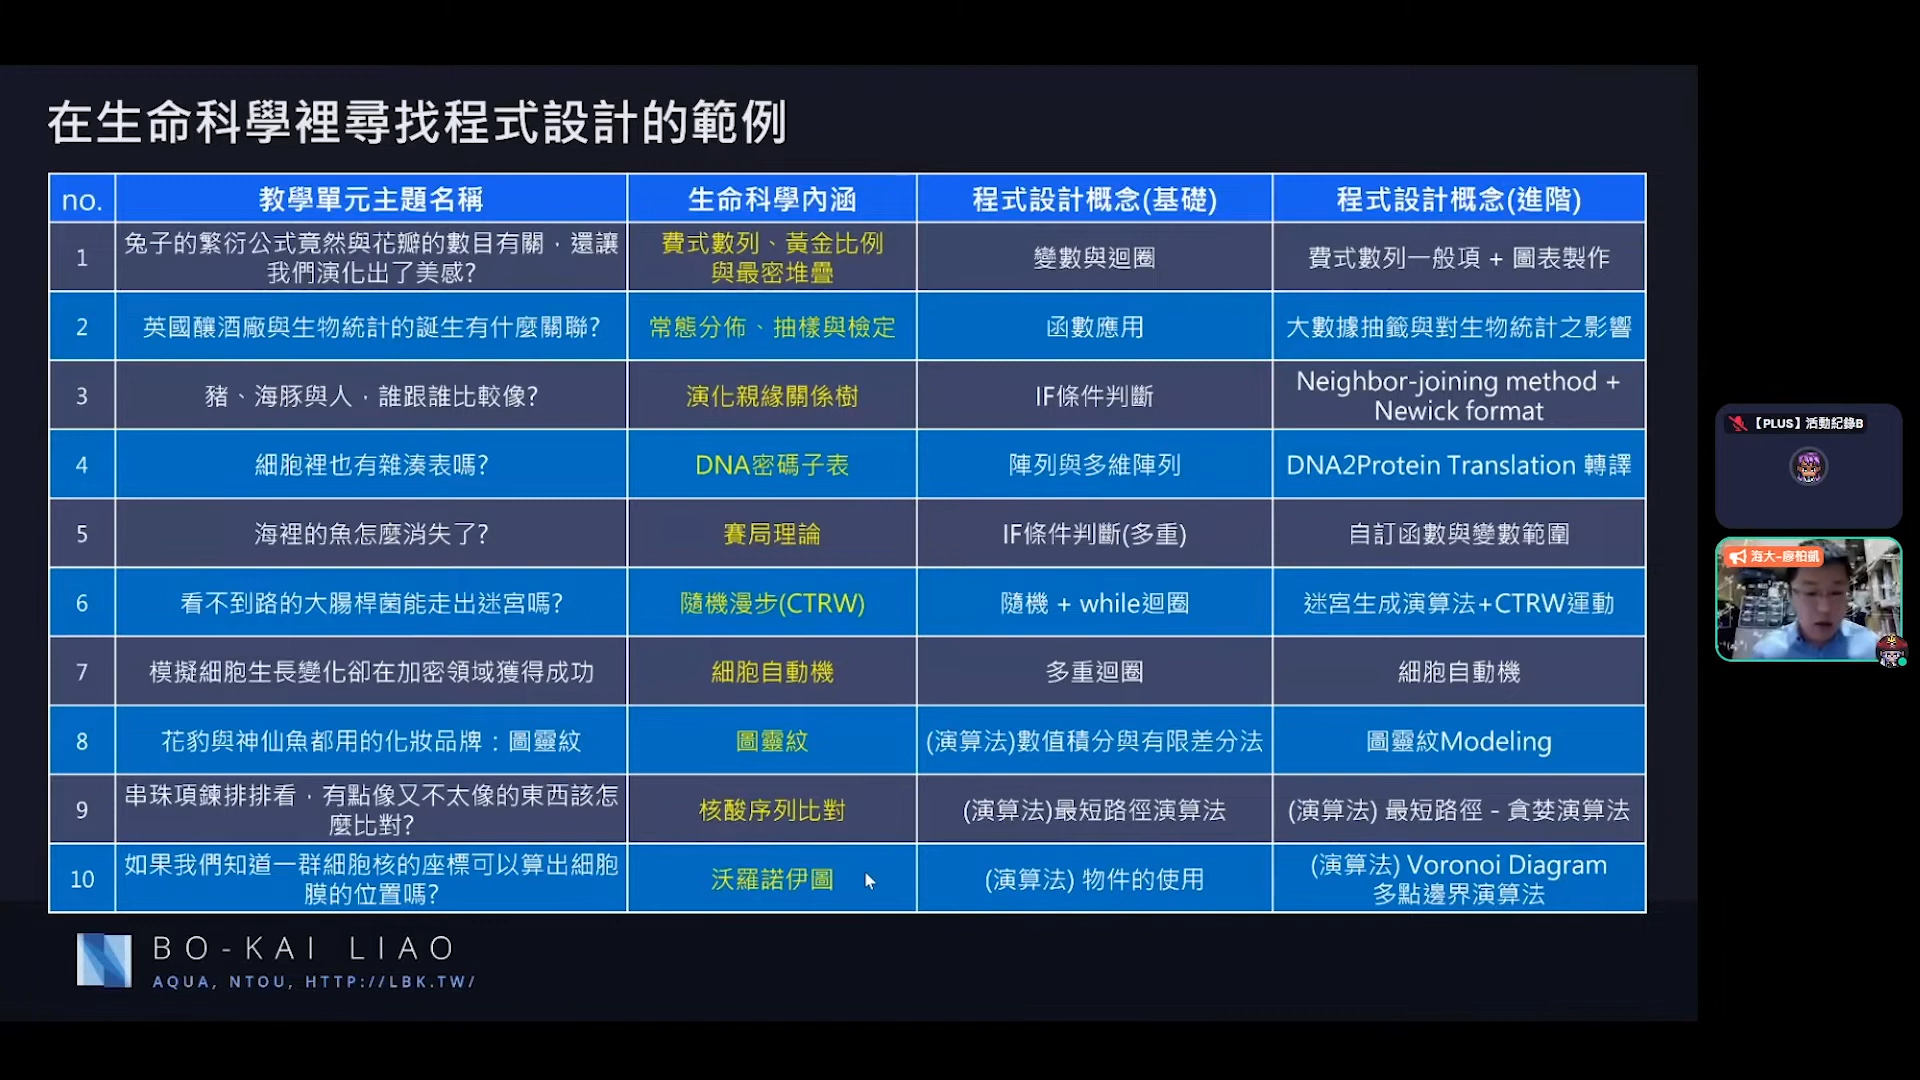 在生命科學裡尋找程式設計的範例
no. 教學單元主題名稱 生命科學內涵 程式設計概念(基礎) 程式設計概念(進階)
1 兔子的繁衍公式竟然與花瓣的數目有關，還讓我們演化出了美感? 費式數列、黃金比例與最密堆疊 變數與迴圈 費式數列一般項 + 圖表製作
2 英國釀酒廠與生物統計的誕生有什麼關聯? 常態分佈、抽樣與檢定 函數應用 大數據抽籤與對生物統計之影響
3 豬、海豚與人，誰跟誰比較像? 演化親緣關係樹 IF條件判斷 Neighbor-joining method + Newick format
4 細胞裡也有雜湊表嗎? DNA密碼子表 陣列與多維陣列 DNA2Protein Translation 轉譯
5 海裡的魚怎麼消失了? 賽局理論 IF條件判斷(多重) 自訂函數與變數範圍
6 看不到路的大腸桿菌能走出迷宮嗎? 隨機漫步(CTRW) 隨機 + while迴圈 迷宮生成演算法+CTRW運動
7 模擬細胞生長變化卻在加密領域獲得成功 細胞自動機 多重迴圈 細胞自動機
8 花豹與神仙魚都用的化妝品牌：圖靈紋 圖靈紋 (演算法)數值積分與有限差分法 圖靈紋Modeling
9 串珠項鍊排排看，有點像又不太像的東西該怎麼比對? 核酸序列比對 (演算法)最短路徑演算法 (演算法) 最短路徑 - 貪婪演算法
10 如果我們知道一群細胞核的座標可以算出細胞膜的位置嗎? 沃羅諾伊圖 (演算法) 物件的使用 (演算法) Voronoi Diagram 多點邊界演算法
BO-KAI LIAO
AQUA, NTOU, HTTP://LBK.TW/
【PLUS】活動紀錄B
海大-廖柏凱